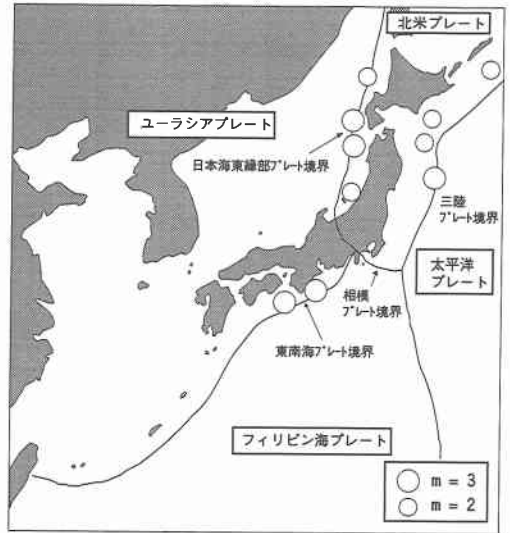 北米プレート
ユーラシアプレート
日本海東縁部プレート境界
三陸
プレート境界
太平洋
プレート
相模
プレート境界
東南海プレート境界
フィリピン海プレート
m = 3
m = 2